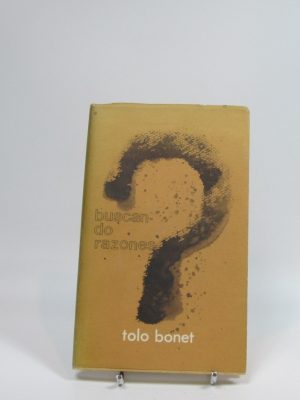 buscan-
do
razones
?
tolo bonet